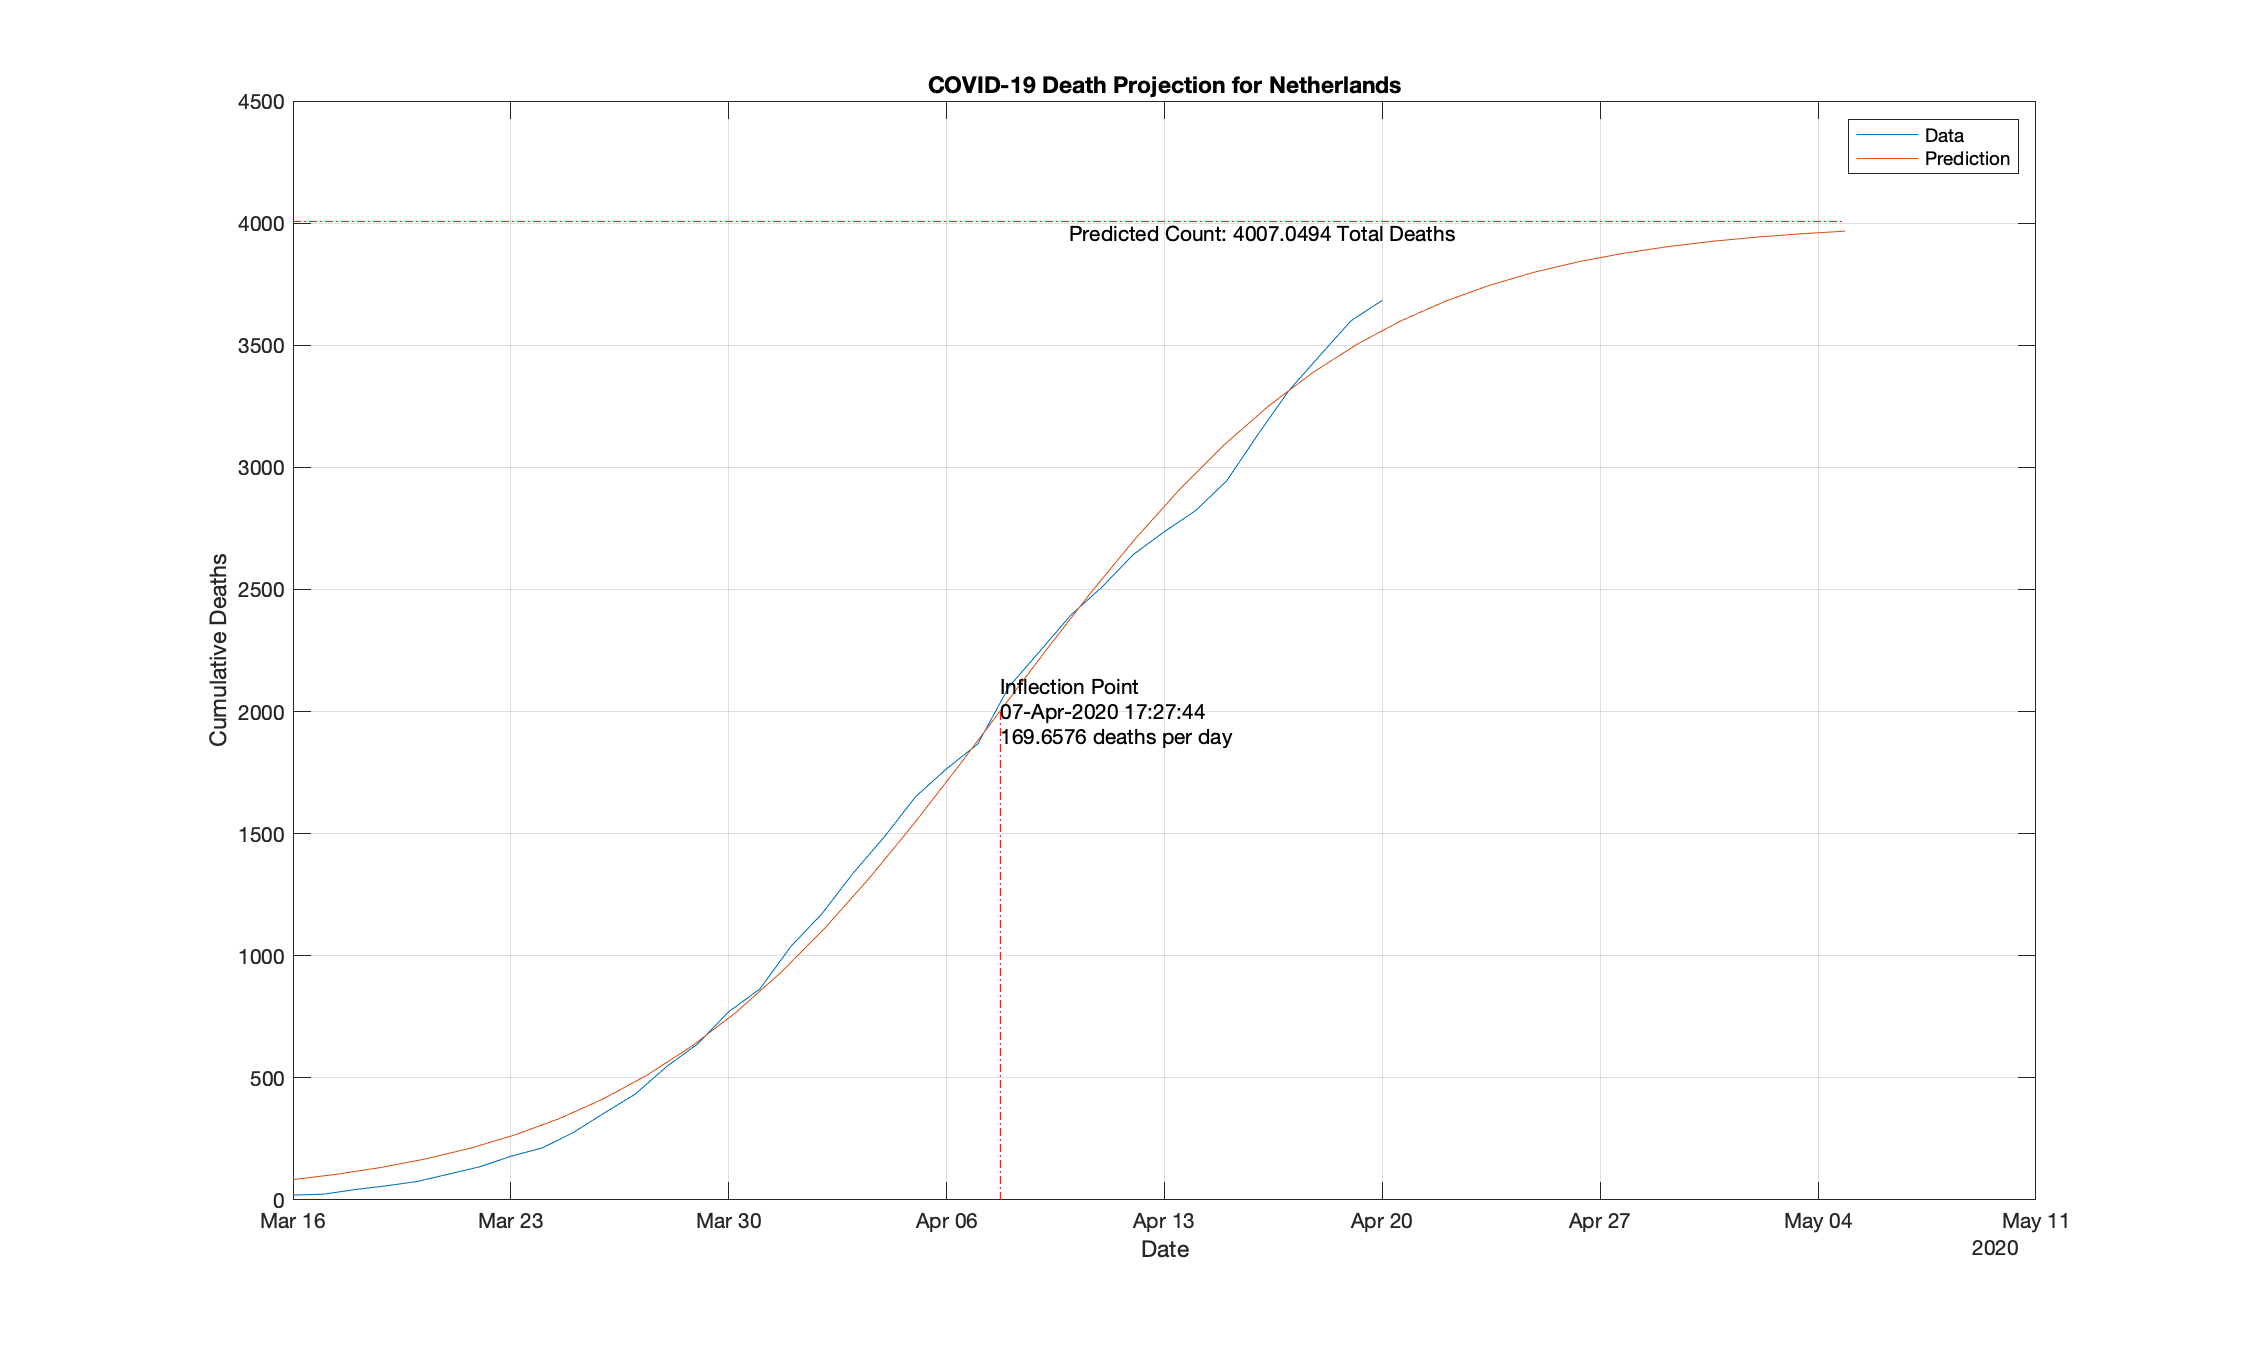 COVID-19 Death Projection for Netherlands
4500
4000
3500
3000
2500
2000
1500
1000
500
0
Cumulative Deaths
Data
Prediction
Predicted Count: 4007.0494 Total Deaths
Inflection Point
07-Apr-2020 17:27:44
169.6576 deaths per day
Mar 16 Mar 23 Mar 30 Apr 06 Apr 13 Apr 20 Apr 27 May 04 May 11
Date
2020